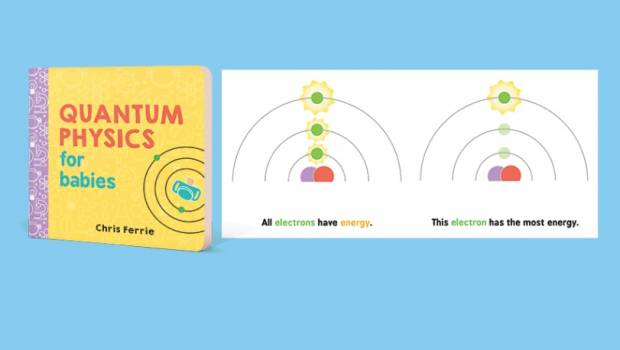 QUANTUM
PHYSICS
for
babies
Chris Ferrie
All electrons have energy.
This electron has the most energy.